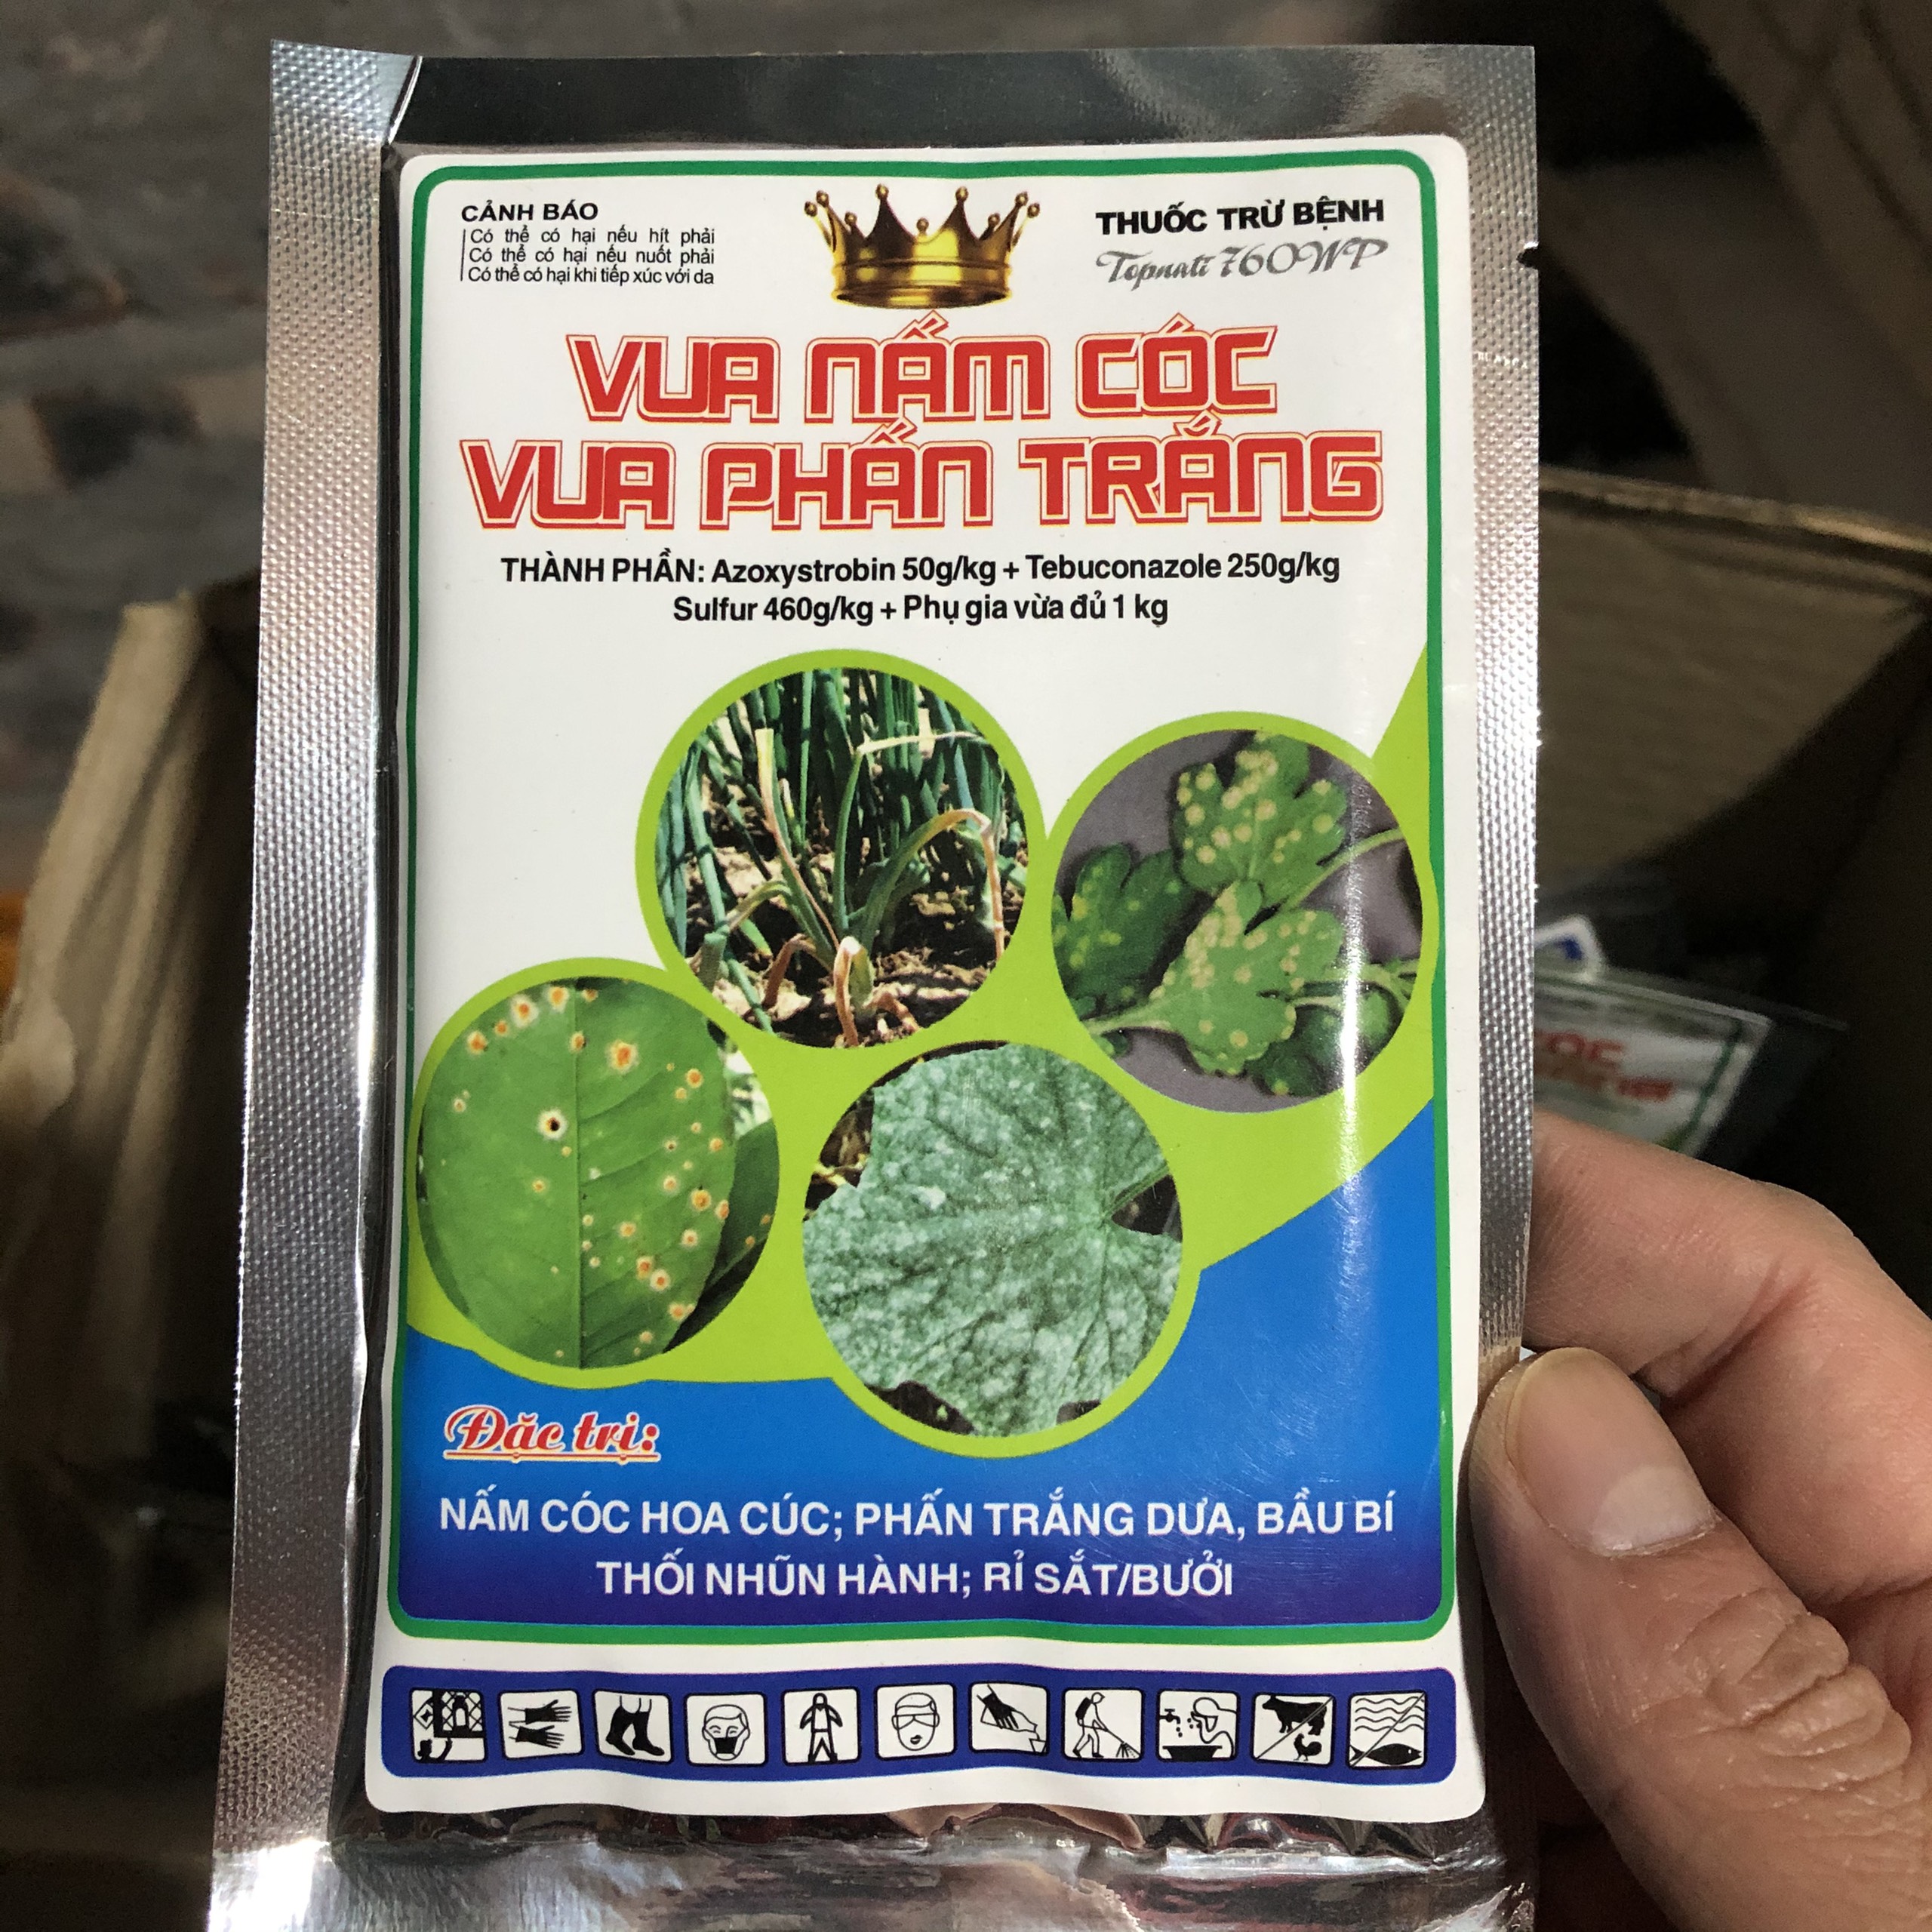 CẢNH BÁO
Có thể có hại nếu hít phải
Có thể có hại nếu nuốt phải
Có thể có hại khi tiếp xúc với da
THUỐC TRỪ BỆNH
Topnati 760WP
VUA NẤM CÓC
VUA PHẤN TRẮNG
THÀNH PHẦN: Azoxystrobin 50g/kg + Tebuconazole 250g/kg
Sulfur 460g/kg + Phụ gia vừa đủ 1 kg
Đặc trị:
NẤM CÓC HOA CÚC; PHẤN TRẮNG DƯA, BẦU BÍ
THỐI NHŨN HÀNH; RỈ SẮT/BƯỞI